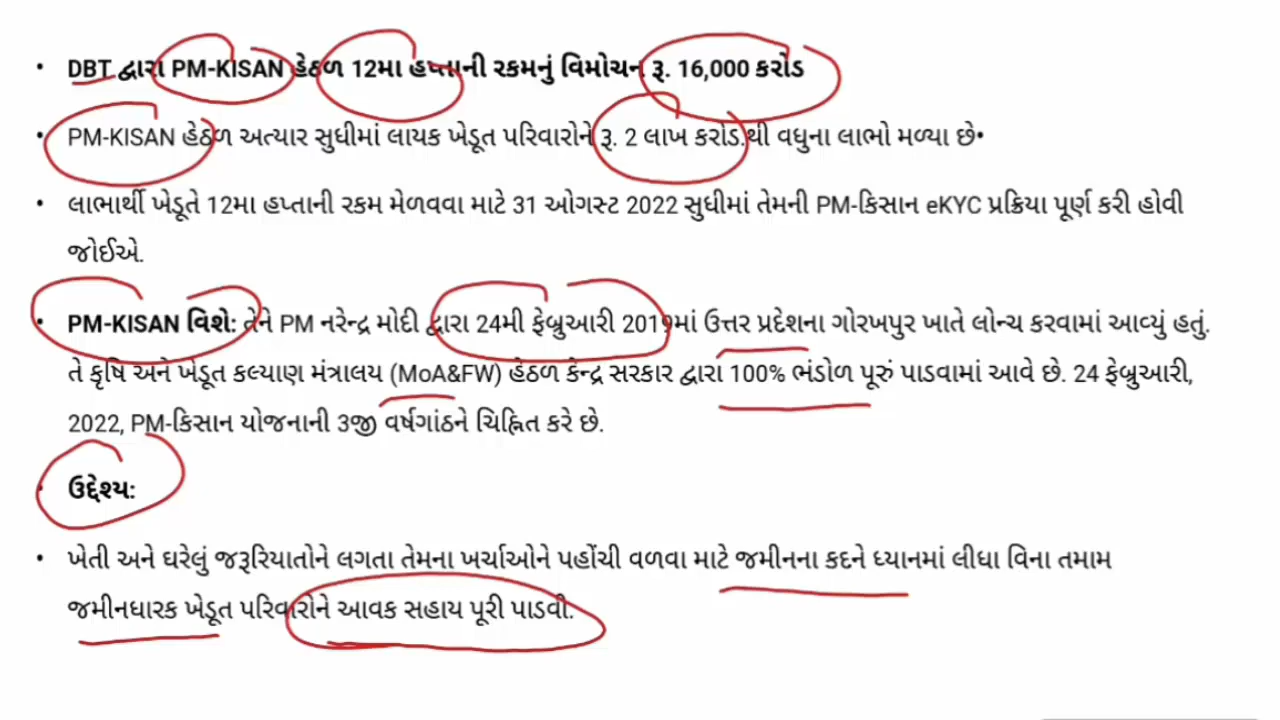 • DBT દ્વારા PM-KISAN હેઠળ 12મા હપ્તાની રકમનું વિમોચન રૂ. 16,000 કરોડ
• PM-KISAN હેઠળ અત્યાર સુધીમાં લાયક ખેડૂત પરિવારોને રૂ. 2 લાખ કરોડ.થી વધુના લાભો મળ્યા છે•
• લાભાર્થી ખેડૂતે 12મા હપ્તાની રકમ મેળવવા માટે 31 ઓગસ્ટ 2022 સુધીમાં તેમની PM-કિસાન eKYC પ્રક્રિયા પૂર્ણ કરી હોવી
જોઈએ.
• PM-KISAN વિશે: તેને PM નરેન્દ્ર મોદી દ્વારા 24મી ફેબ્રુઆરી 2019માં ઉત્તર પ્રદેશના ગોરખપુર ખાતે લોન્ચ કરવામાં આવ્યું હતું.
તે કૃષિ અને ખેડૂત કલ્યાણ મંત્રાલય (MoA&FW) હેઠળ કેન્દ્ર સરકાર દ્વારા 100% ભંડોળ પૂરું પાડવામાં આવે છે. 24 ફેબ્રુઆરી,
2022, PM-કિસાન યોજનાની 3જી વર્ષગાંઠને ચિહ્નિત કરે છે.
• ઉદ્દેશ્ય:
• ખેતી અને ઘરેલું જરૂરિયાતોને લગતા તેમના ખર્ચાઓને પહોંચી વળવા માટે જમીનના કદને ધ્યાનમાં લીધા વિના તમામ
જમીનધારક ખેડૂત પરિવારોને આવક સહાય પૂરી પાડવી.